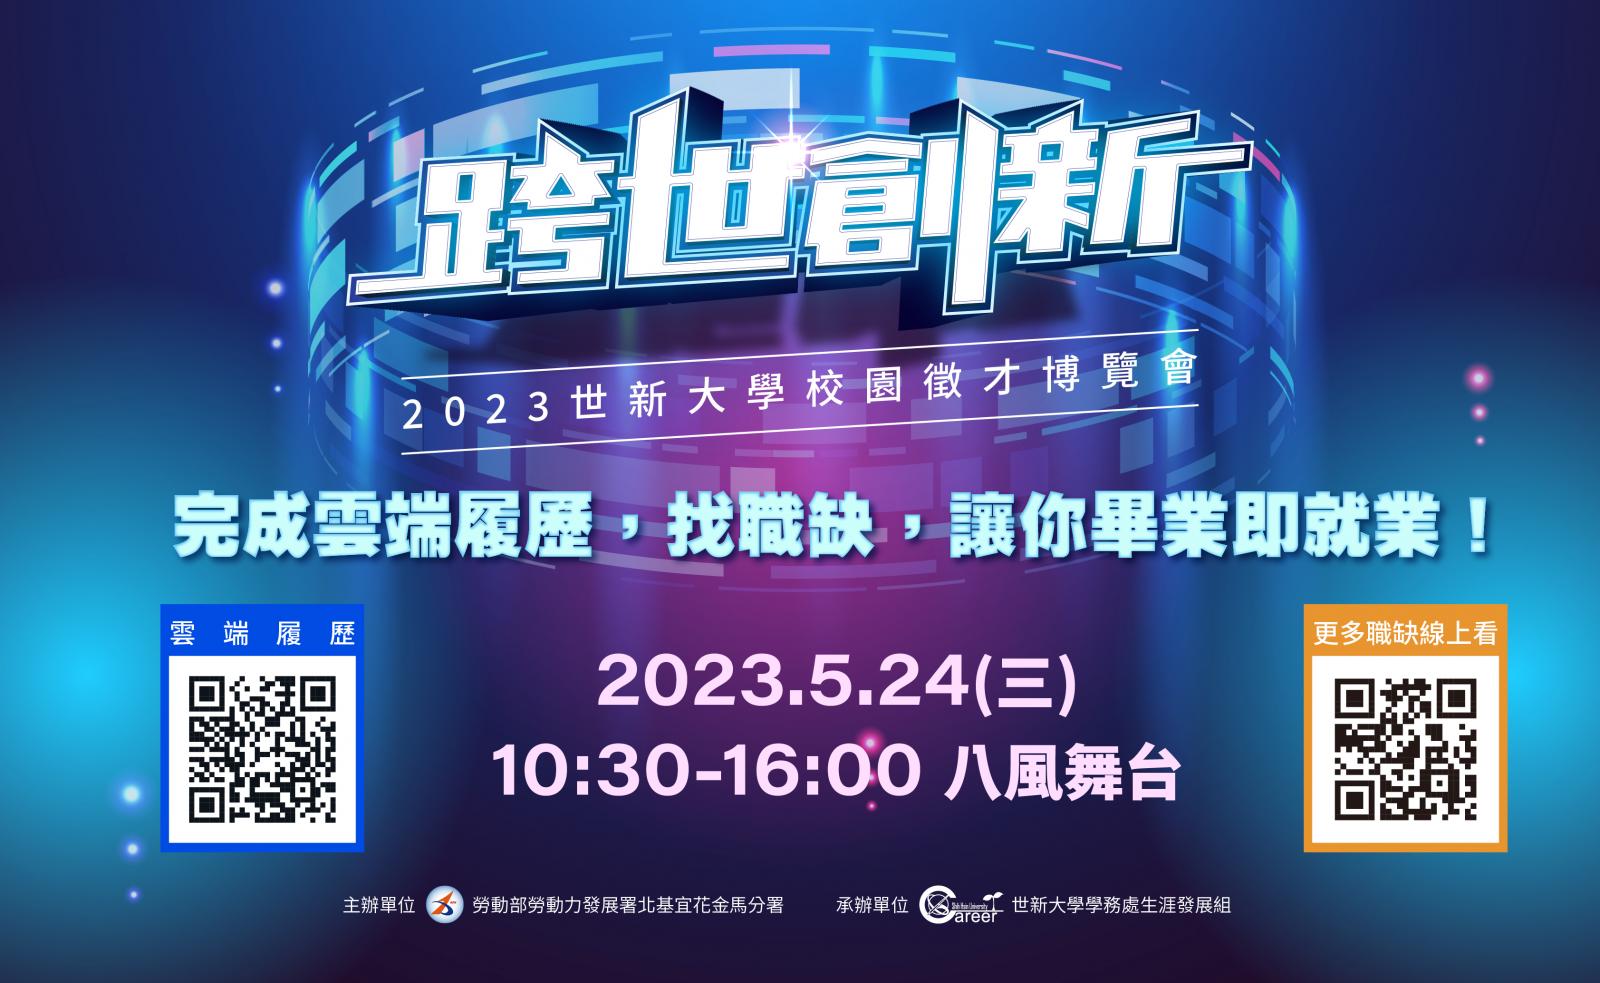 跨世創新
2023世新大學校園徵才博覽會
完成雲端履歷，找職缺，讓你畢業即就業！
雲端履歷
更多職缺線上看
2023.5.24(三)
10:30-16:00 八風舞台
主辦單位 勞動部勞動力發展署北基宜花金馬分署
承辦單位 Shih Hsin University Career 世新大學學務處生涯發展組